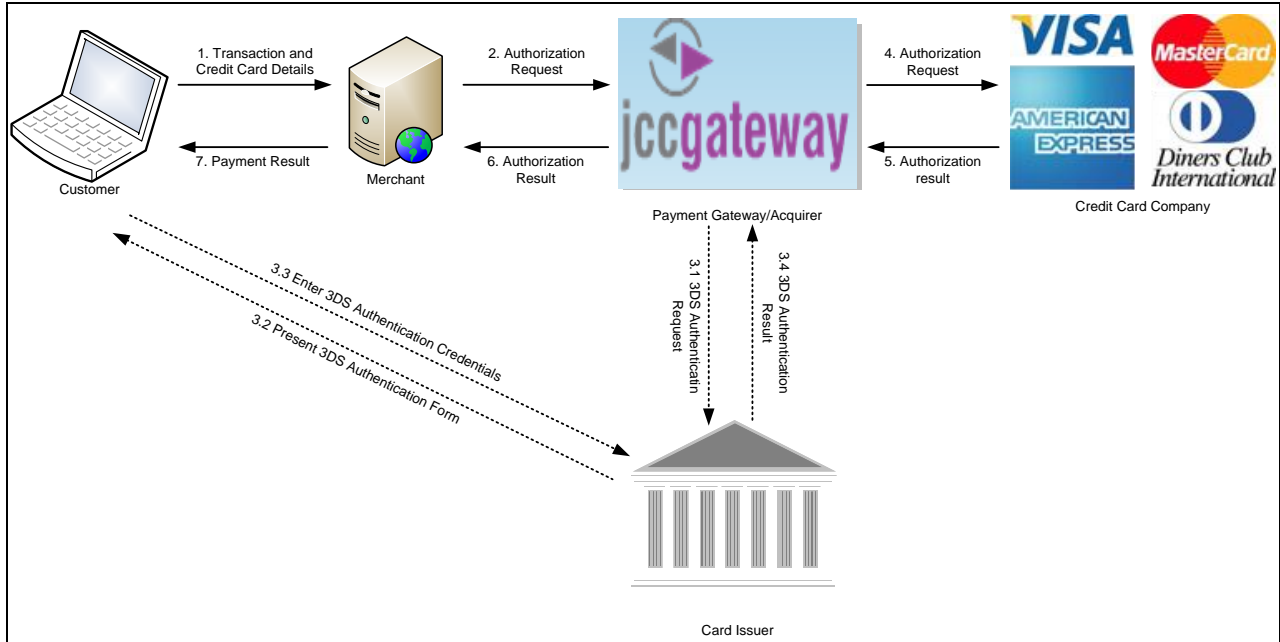 1. Transaction and
Credit Card Details
2. Authorization
Request
4. Authorization
Request
jccgateway
VISA
MasterCard
AMERICAN
EXPRESS
Diners Club
International
7. Payment Result
6. Authorization
Result
5. Authorization
result
Customer
Merchant
Payment Gateway/Acquirer
Credit Card Company
3.3 Enter 3DS Authentication Credentials
3.2 Present 3DS Authentication Form
3.1 3DS Authenticatin
Request
3.4 3DS Authentication
Result
Card Issuer